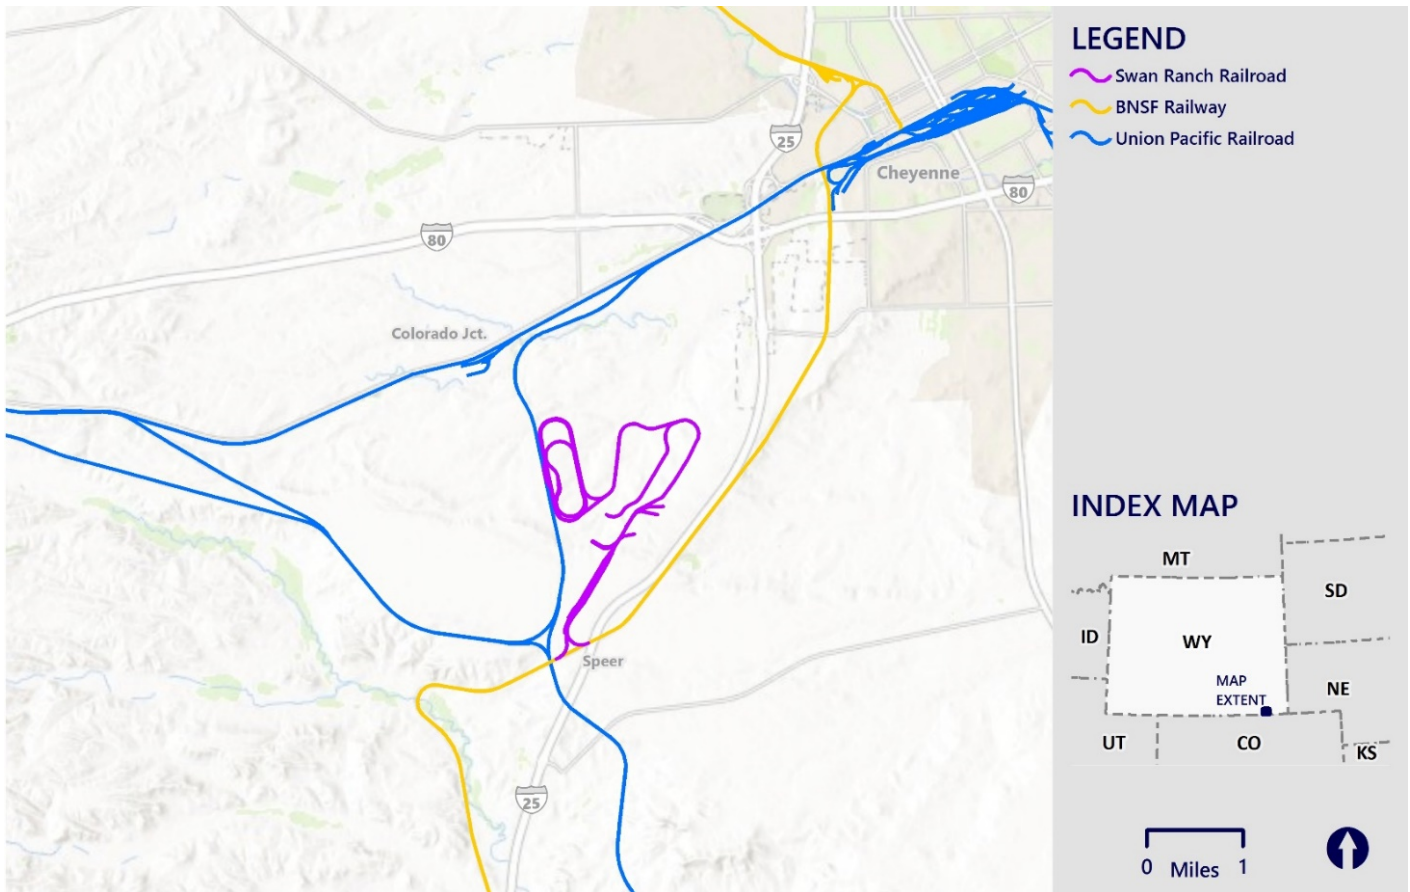 25
Cheyenne
80
80
Colorado Jct.
Speer
25
LEGEND
Swan Ranch Railroad
BNSF Railway
Union Pacific Railroad
INDEX MAP
MT
SD
ID
WY
MAP
EXTENT
NE
UT
CO
KS
0 Miles 1